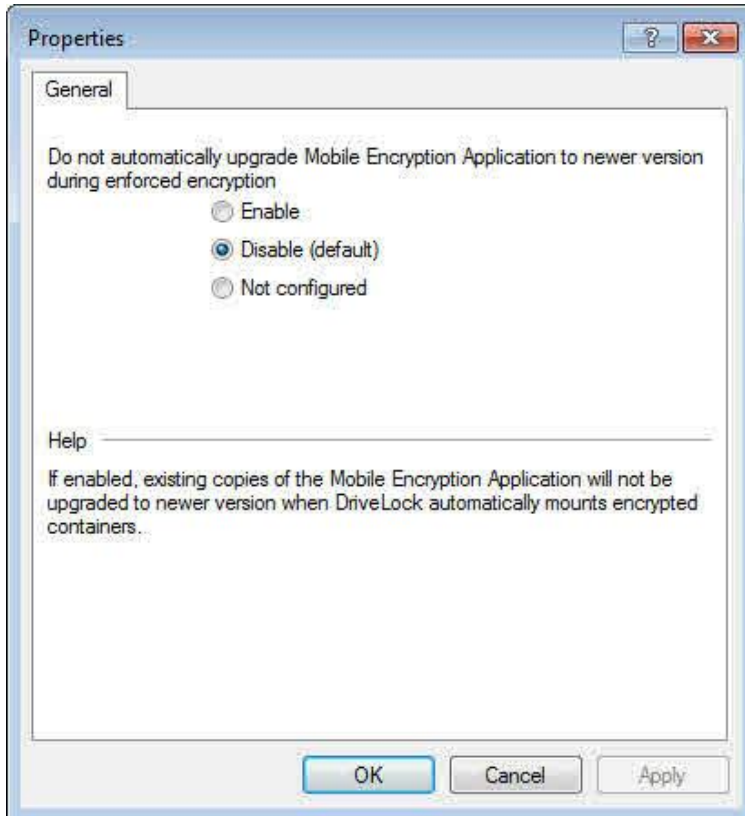 Properties
?
General
Do not automatically upgrade Mobile Encryption Application to newer version
during enforced encryption
Enable
Disable (default)
Not configured
Help
If enabled, existing copies of the Mobile Encryption Application will not be
upgraded to newer version when DriveLock automatically mounts encrypted
containers.
OK Cancel Apply